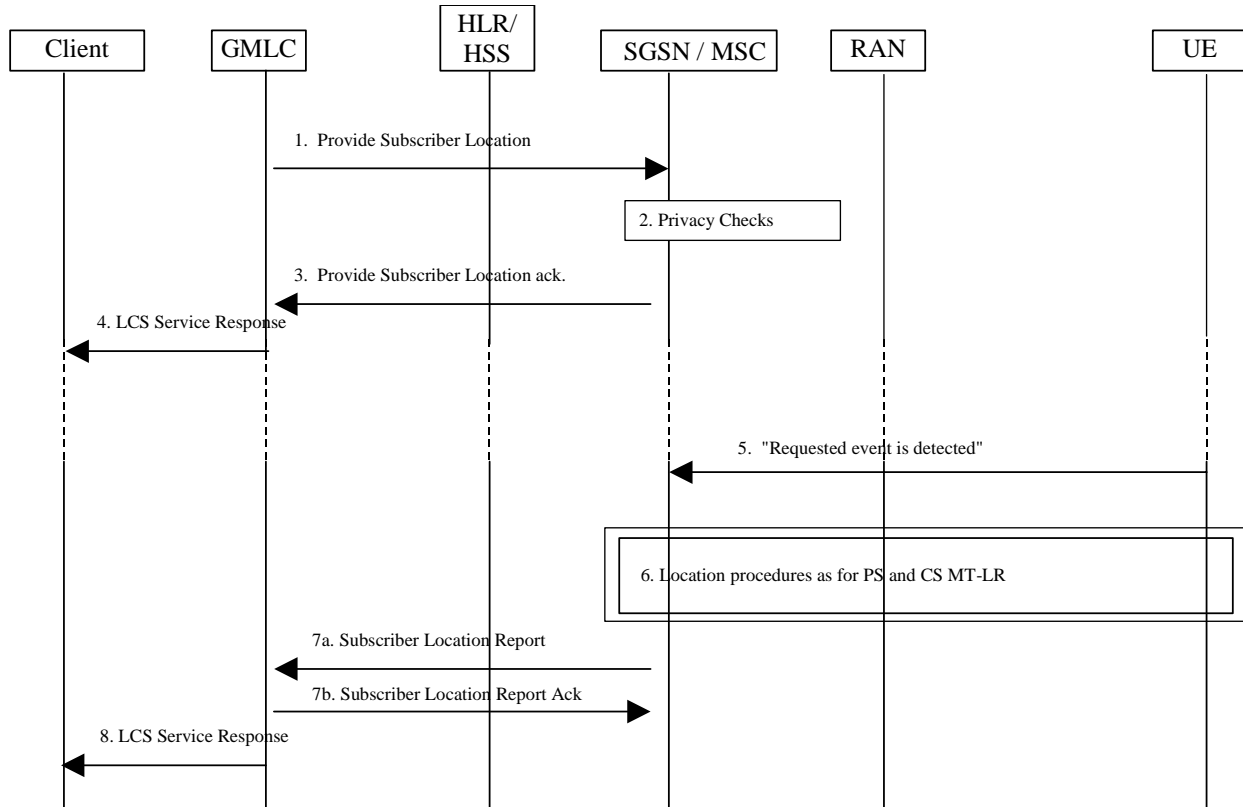 Client
GMLC
HLR/
HSS
SGSN / MSC
RAN
UE
1. Provide Subscriber Location
2. Privacy Checks
3. Provide Subscriber Location ack.
4. LCS Service Response
5. "Requested event is detected"
6. Location procedures as for PS and CS MT-LR
7a. Subscriber Location Report
7b. Subscriber Location Report Ack
8. LCS Service Response